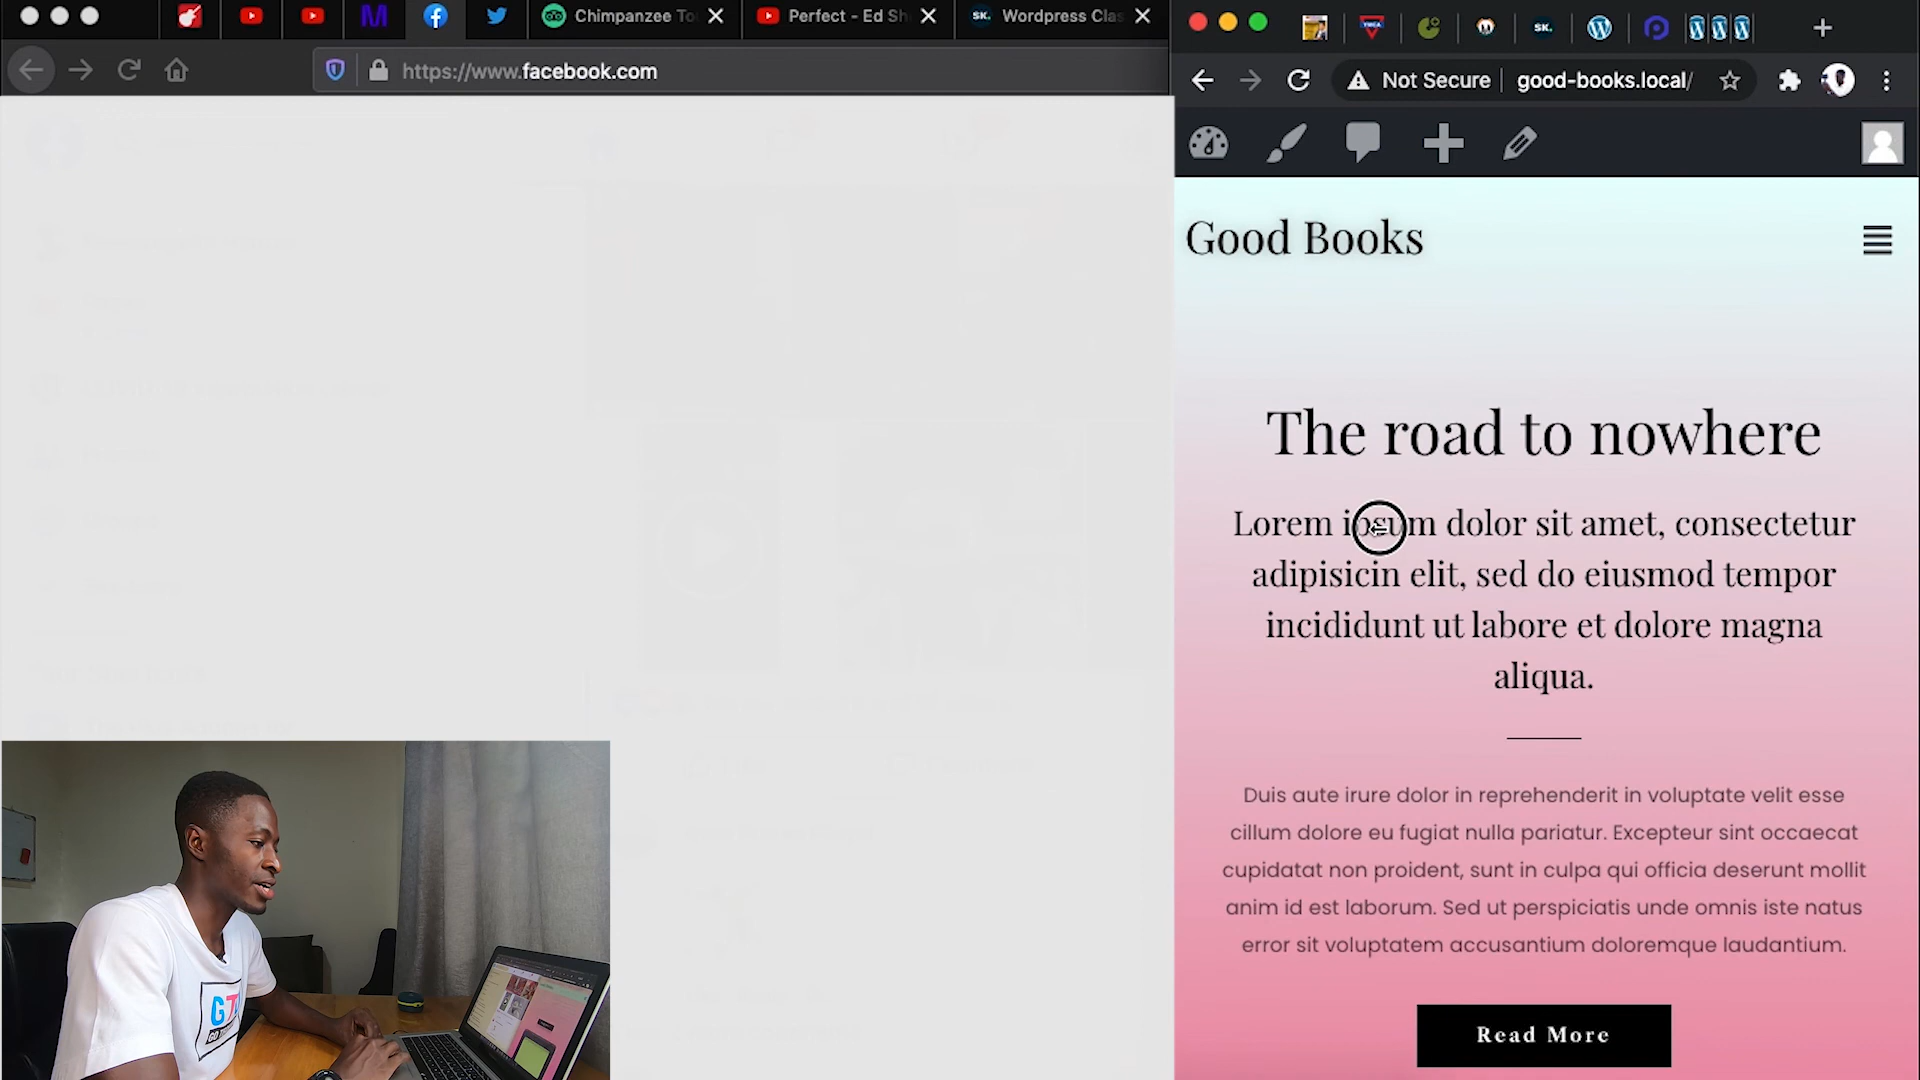 Chimpanzee To
Perfect - Ed Sh
SK. Wordpress Clas
https://www.facebook.com
SK.
Not Secure
good-books.local/
Good Books
The road to nowhere
Lorem ipsum dolor sit amet, consectetur
adipisicin elit, sed do eiusmod tempor
incididunt ut labore et dolore magna
aliqua.
Duis aute irure dolor in reprehenderit in voluptate velit esse
cillum dolore eu fugiat nulla pariatur. Excepteur sint occaecat
cupidatat non proident, sunt in culpa qui officia deserunt mollit
anim id est laborum. Sed ut perspiciatis unde omnis iste natus
error sit voluptatem accusantium doloremque laudantium.
Read More